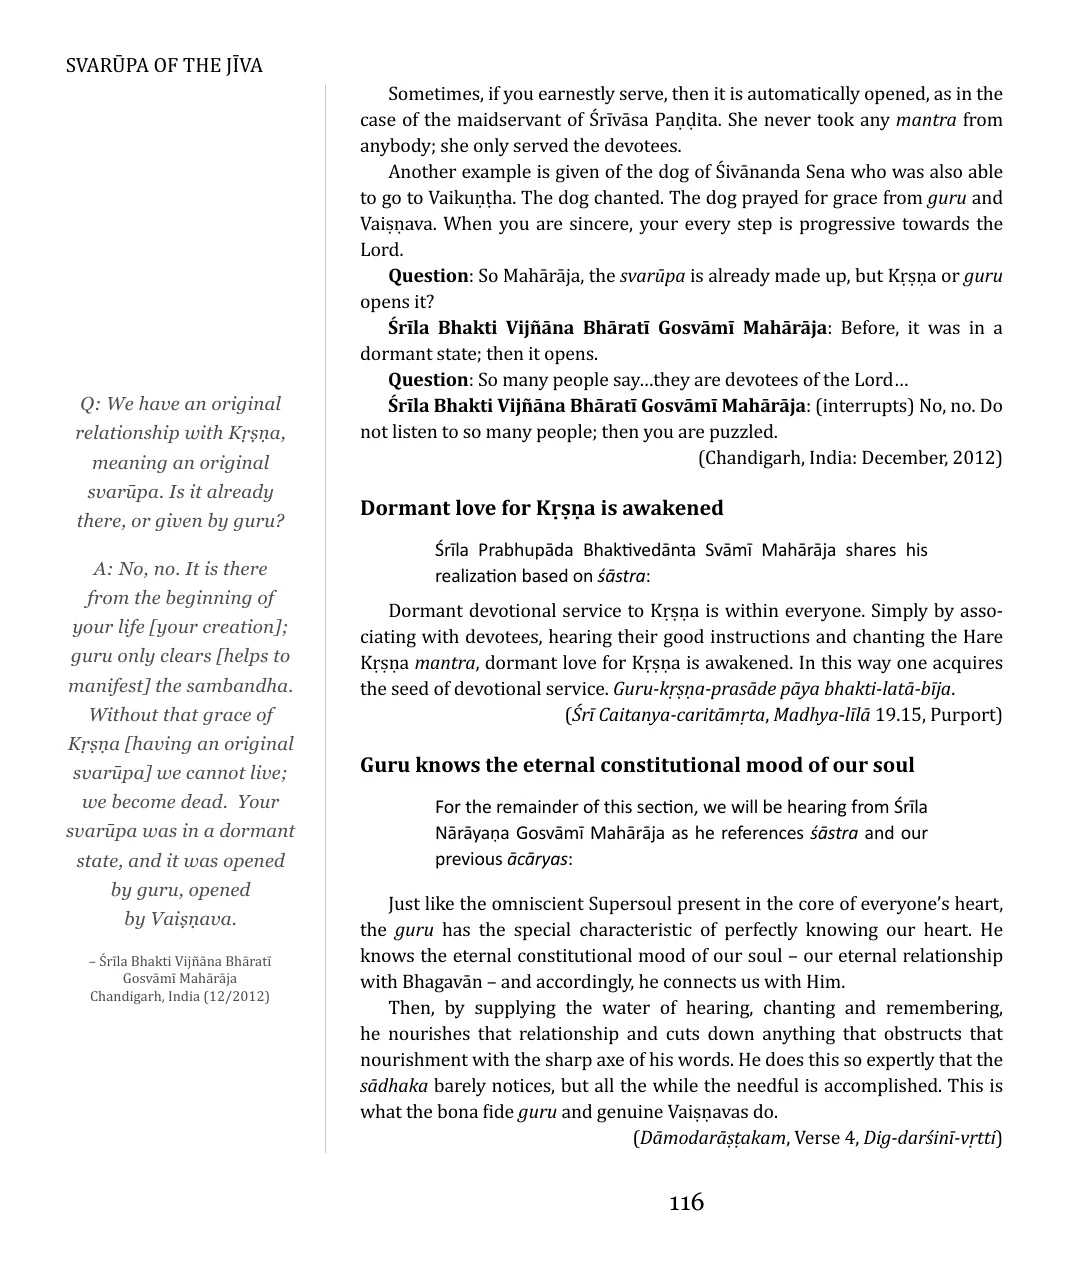 SVARŪPA OF THE JĪVA
Sometimes, if you earnestly serve, then it is automatically opened, as in the
case of the maidservant of Śrīvāsa Paṇḍita. She never took any mantra from
anybody; she only served the devotees.
Another example is given of the dog of Śivānanda Sena who was also able
to go to Vaikuṇṭha. The dog chanted. The dog prayed for grace from guru and
Vaiṣṇava. When you are sincere, your every step is progressive towards the
Lord.
Question: So Mahārāja, the svarūpa is already made up, but Kṛṣṇa or guru
opens it?
Śrīla Bhakti Vijñāna Bhāratī Gosvāmī Mahārāja: Before, it was in a
dormant state; then it opens.
Question: So many people say…they are devotees of the Lord…
Śrīla Bhakti Vijñāna Bhāratī Gosvāmī Mahārāja: (interrupts) No, no. Do
not listen to so many people; then you are puzzled.
(Chandigarh, India: December, 2012)
Dormant love for Kṛṣṇa is awakened
Śrīla Prabhupāda Bhaktivedānta Svāmī Mahārāja shares his
realization based on śāstra:
Dormant devotional service to Kṛṣṇa is within everyone. Simply by asso-
ciating with devotees, hearing their good instructions and chanting the Hare
Kṛṣṇa mantra, dormant love for Kṛṣṇa is awakened. In this way one acquires
the seed of devotional service. Guru-kṛṣṇa-prasāde pāya bhakti-latā-bīja.
(Śrī Caitanya-caritāmṛta, Madhya-līlā 19.15, Purport)
Guru knows the eternal constitutional mood of our soul
For the remainder of this section, we will be hearing from Śrīla
Nārāyaṇa Gosvāmī Mahārāja as he references śāstra and our
previous ācāryas:
Just like the omniscient Supersoul present in the core of everyone's heart,
the guru has the special characteristic of perfectly knowing our heart. He
knows the eternal constitutional mood of our soul – our eternal relationship
with Bhagavān – and accordingly, he connects us with Him.
Then, by supplying the water of hearing, chanting and remembering,
he nourishes that relationship and cuts down anything that obstructs that
nourishment with the sharp axe of his words. He does this so expertly that the
sādhaka barely notices, but all the while the needful is accomplished. This is
what the bona fide guru and genuine Vaiṣṇavas do.
(Dāmodarāṣṭakam, Verse 4, Dig-darśinī-vṛtti)
Q: We have an original
relationship with Kṛṣṇa,
meaning an original
svarūpa. Is it already
there, or given by guru?
A: No, no. It is there
from the beginning of
your life [your creation];
guru only clears [helps to
manifest] the sambandha.
Without that grace of
Kṛṣṇa [having an original
svarūpa] we cannot live;
we become dead. Your
svarūpa was in a dormant
state, and it was opened
by guru, opened
by Vaiṣṇava.
– Śrīla Bhakti Vijñāna Bhāratī
Gosvāmī Mahārāja
Chandigarh, India (12/2012)
116